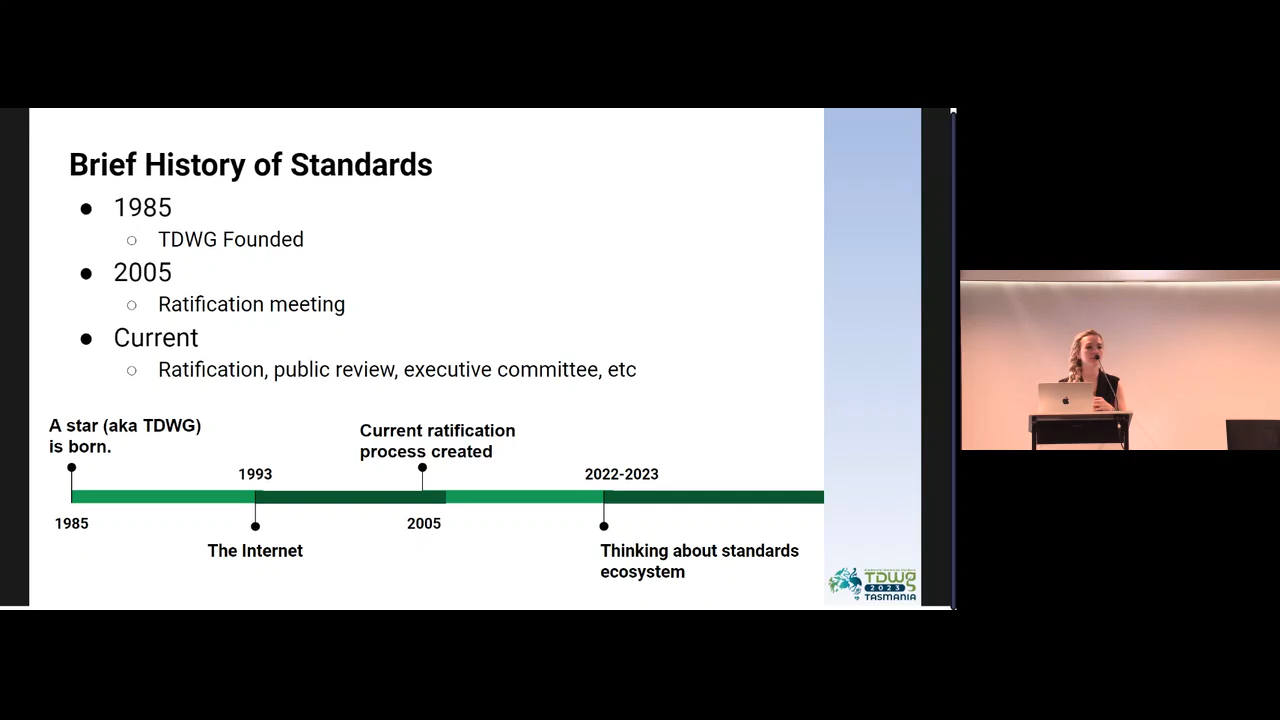 Brief History of Standards
● 1985
○ TDWG Founded
● 2005
○ Ratification meeting
● Current
○ Ratification, public review, executive committee, etc
A star (aka TDWG)
is born.
Current ratification
process created
1993
2022-2023
1985
2005
The Internet
Thinking about standards
ecosystem
TDWG
2023
TASMANIA